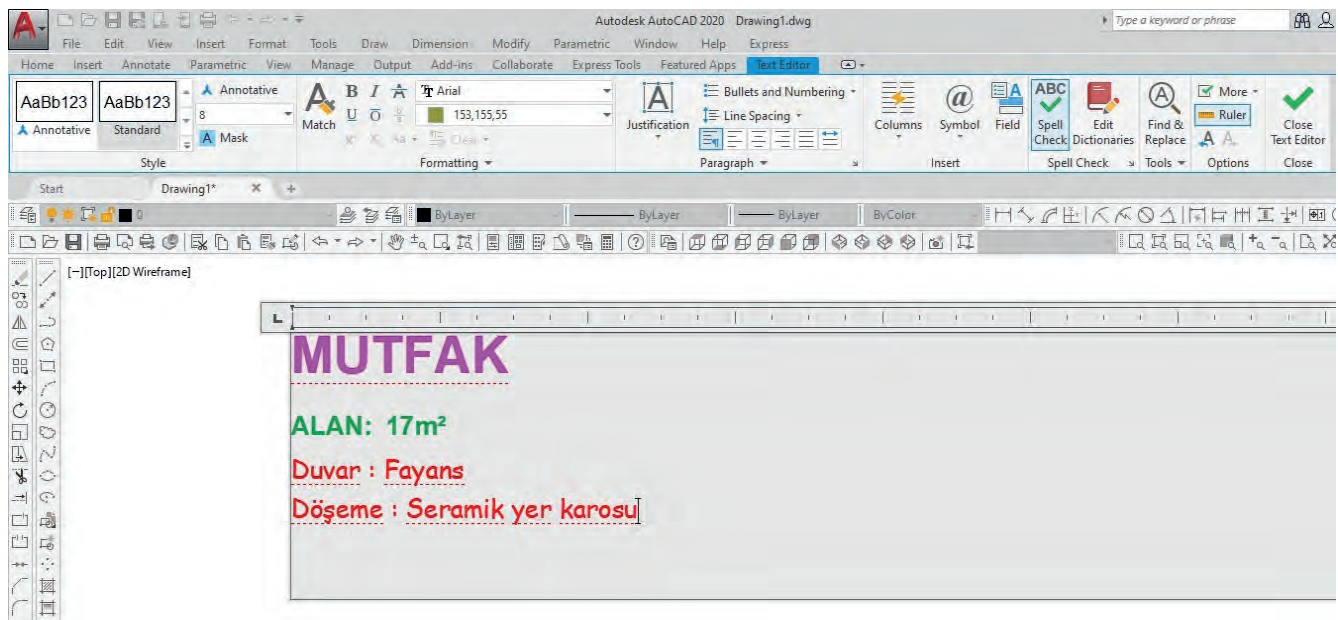 Autodesk AutoCAD 2020 Drawing1.dwg
Type a keyword or phrase
File Edit View Insert Format Tools Draw Dimension Modify Parametric Window Help Express
Home Insert Annotate Parametric View Manage Output Add-ins Collaborate Express Tools Featured Apps Text Editor
AaBb123 AaBb123 Annotative
Annotative Standard 8
Mask
Style
Match
B I A Arial
U O 153,155,55
Aa Clear
Formatting
Justification
Bullets and Numbering
Line Spacing
Paragraph
Columns Symbol Field
Insert
ABC
Spell Check Edit Dictionaries
Spell Check
Find & Replace
Tools
More
Ruler
Options
Close Text Editor
Close
Start Drawing1*
0 ByLayer ByLayer ByLayer ByColor
[−][Top][2D Wireframe]
MUTFAK
ALAN: 17m²
Duvar : Fayans
Döşeme : Seramik yer karosu